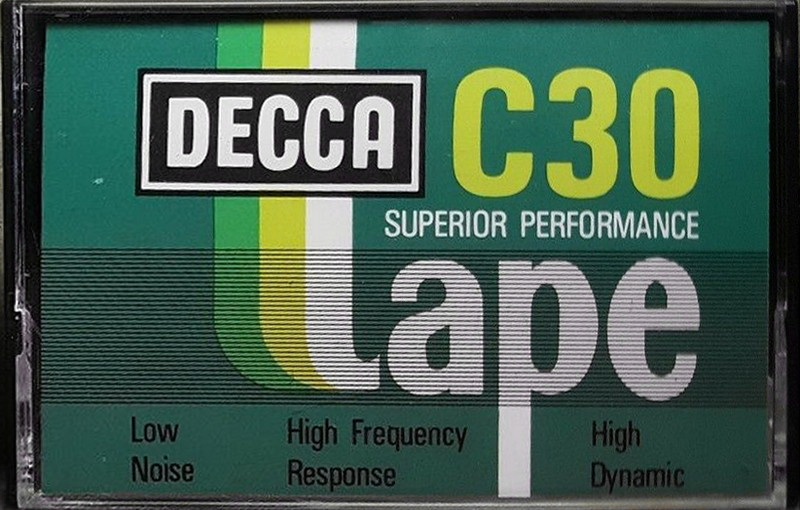 DECCA C30
SUPERIOR PERFORMANCE
tape
Low High Frequency High
Noise Response Dynamic